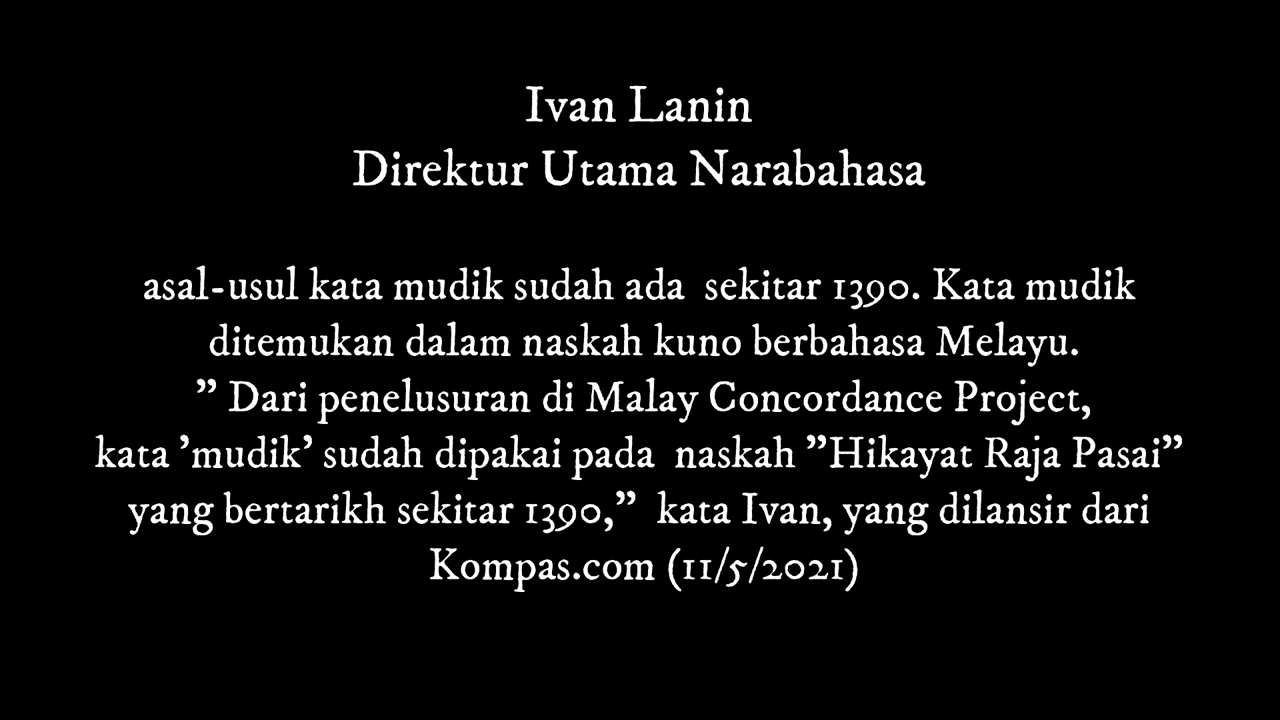 Ivan Lanin
Direktur Utama Narabahasa
asal-usul kata mudik sudah ada sekitar 1390. Kata mudik
ditemukan dalam naskah kuno berbahasa Melayu.
” Dari penelusuran di Malay Concordance Project,
kata ’mudik’ sudah dipakai pada naskah ”Hikayat Raja Pasai”
yang bertarikh sekitar 1390,” kata Ivan, yang dilansir dari
Kompas.com (11/5/2021)